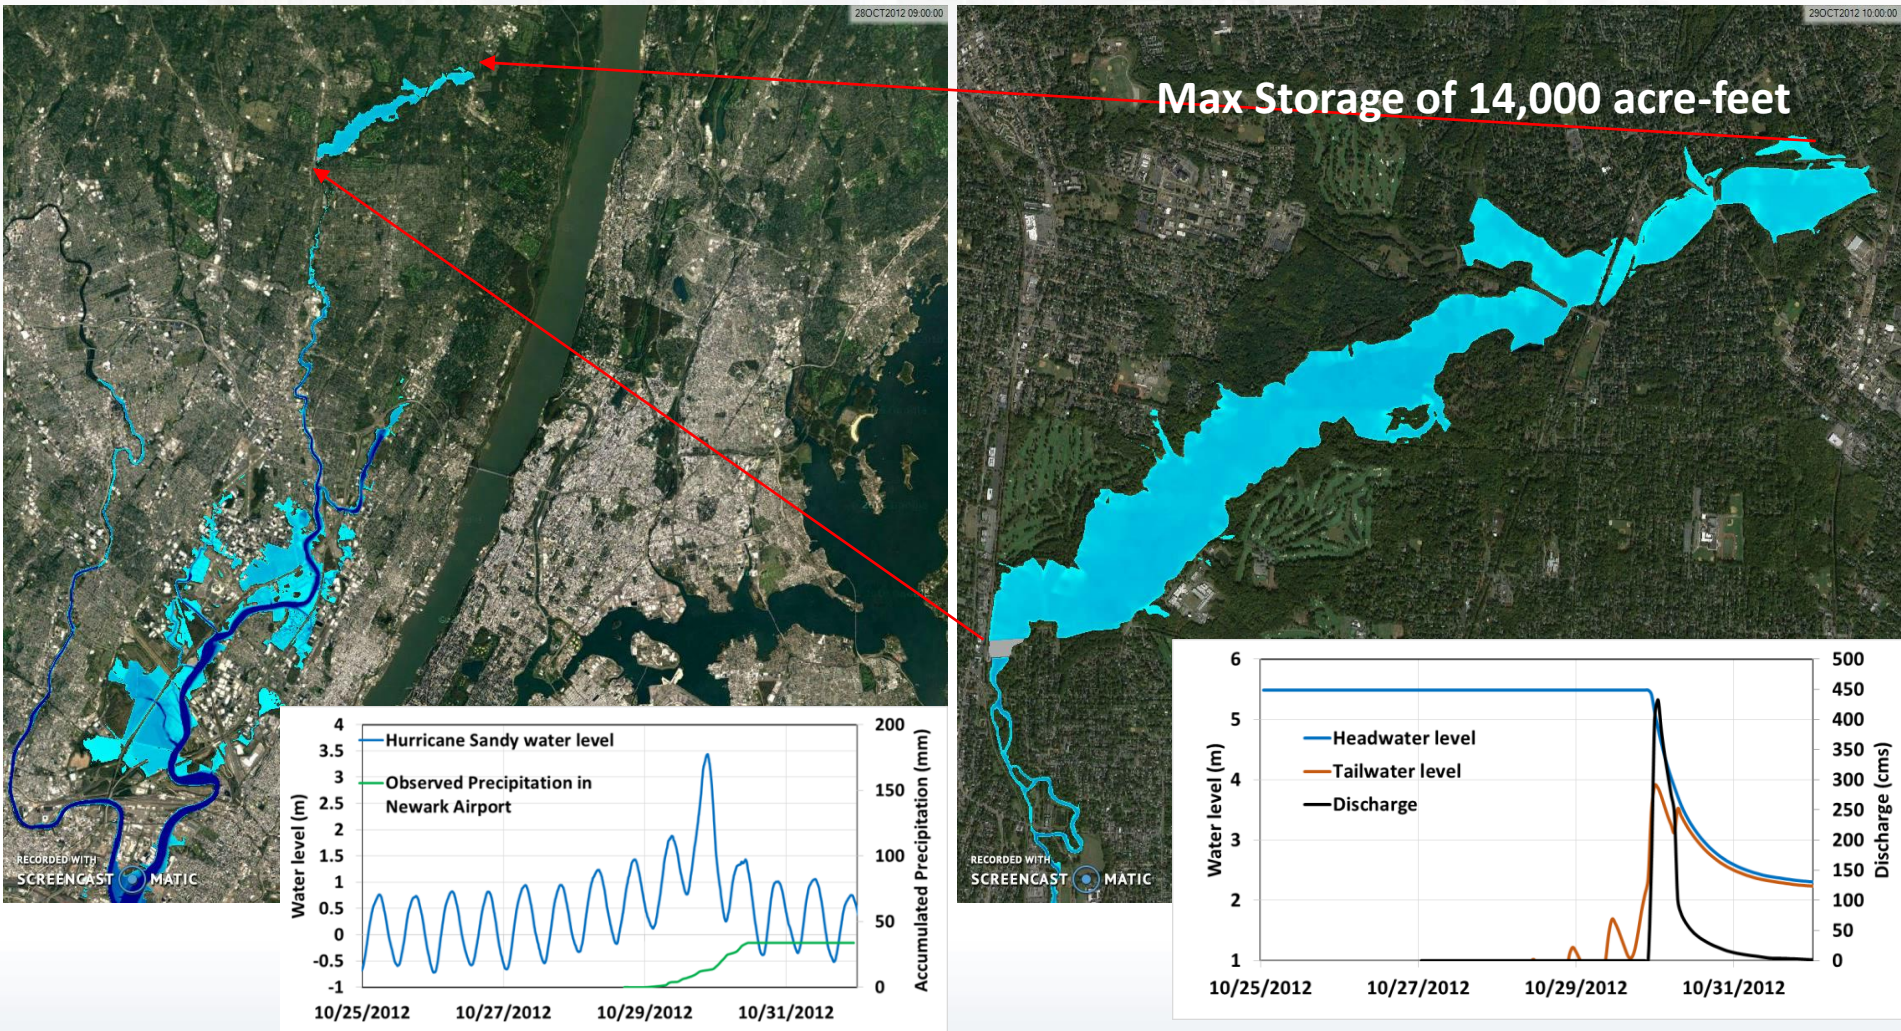 28OCT2012 09:00:00
29OCT2012 10:00:00
Max Storage of 14,000 acre-feet
RECORDED WITH
SCREENCAST MATIC
4
3.5
3
2.5
2
1.5
1
0.5
0
-0.5
-1
Water level (m)
Hurricane Sandy water level
Observed Precipitation in
Newark Airport
200
150
100
50
0
Accumulated Precipitation (mm)
10/25/2012 10/27/2012 10/29/2012 10/31/2012
RECORDED WITH
SCREENCAST MATIC
6
5
4
3
2
1
Water level (m)
Headwater level
Tailwater level
Discharge
500
450
400
350
300
250
200
150
100
50
0
Discharge (cms)
10/25/2012 10/27/2012 10/29/2012 10/31/2012